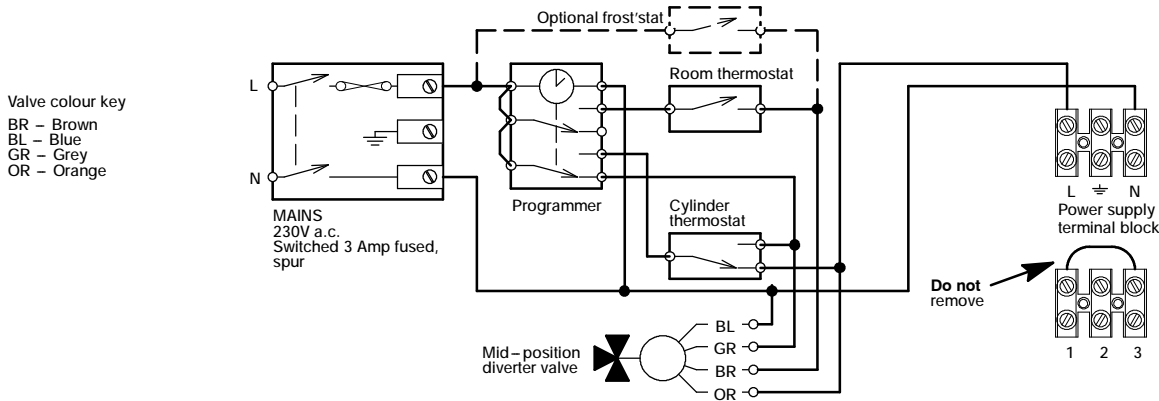 Optional frost'stat
Room thermostat
L
Valve colour key
BR – Brown
BL – Blue
GR – Grey
OR – Orange
N
L
N
Programmer
Cylinder
thermostat
Power supply
terminal block
MAINS
230V a.c.
Switched 3 Amp fused,
spur
Do not
remove
BL
GR
BR
OR
Mid–position
diverter valve
1 2 3